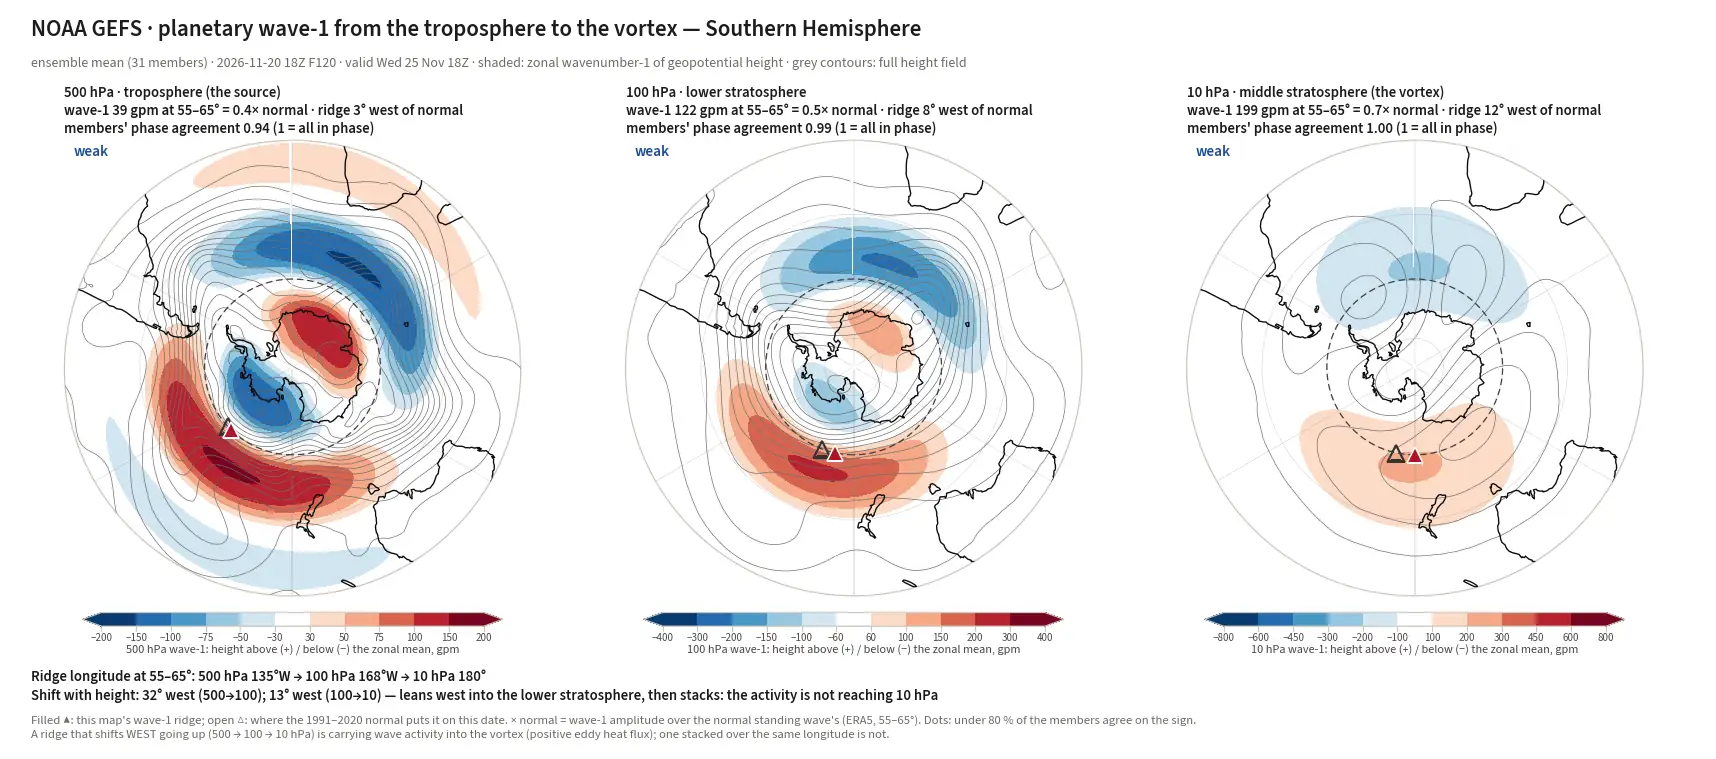 NOAA GEFS · planetary wave-1 from the troposphere to the vortex — Southern Hemisphere
ensemble mean (31 members) · 2026-11-20 18Z F120 · valid Wed 25 Nov 18Z · shaded: zonal wavenumber-1 of geopotential height · grey contours: full height field
500 hPa · troposphere (the source)
wave-1 39 gpm at 55–65° = 0.4× normal · ridge 3° west of normal
members' phase agreement 0.94 (1 = all in phase)
weak
100 hPa · lower stratosphere
wave-1 122 gpm at 55–65° = 0.5× normal · ridge 8° west of normal
members' phase agreement 0.99 (1 = all in phase)
weak
10 hPa · middle stratosphere (the vortex)
wave-1 199 gpm at 55–65° = 0.7× normal · ridge 12° west of normal
members' phase agreement 1.00 (1 = all in phase)
weak
−200 −150 −100 −75 −50 −30 30 50 75 100 150 200
500 hPa wave-1: height above (+) / below (−) the zonal mean, gpm
−400 −300 −200 −150 −100 −60 60 100 150 200 300 400
100 hPa wave-1: height above (+) / below (−) the zonal mean, gpm
−800 −600 −450 −300 −200 −100 100 200 300 450 600 800
10 hPa wave-1: height above (+) / below (−) the zonal mean, gpm
Ridge longitude at 55–65°: 500 hPa 135°W → 100 hPa 168°W → 10 hPa 180°
Shift with height: 32° west (500→100); 13° west (100→10) — leans west into the lower stratosphere, then stacks: the activity is not reaching 10 hPa
Filled ▲: this map's wave-1 ridge; open △: where the 1991–2020 normal puts it on this date. × normal = wave-1 amplitude over the normal standing wave's (ERA5, 55–65°). Dots: under 80 % of the members agree on the sign.
A ridge that shifts WEST going up (500 → 100 → 10 hPa) is carrying wave activity into the vortex (positive eddy heat flux); one stacked over the same longitude is not.